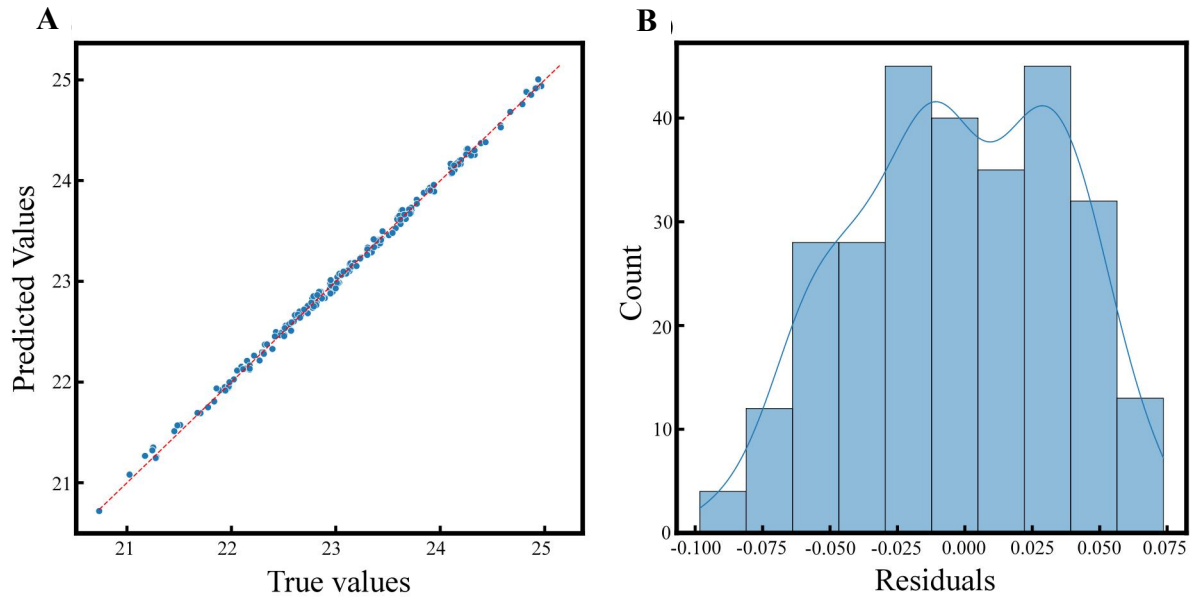 A
B )
25
24
23
22
21
Predicted Values
21 22 23 24 25
True values
40
30
20
10
0
Count
-0.100 -0.075 -0.050 -0.025 0.000 0.025 0.050 0.075
Residuals